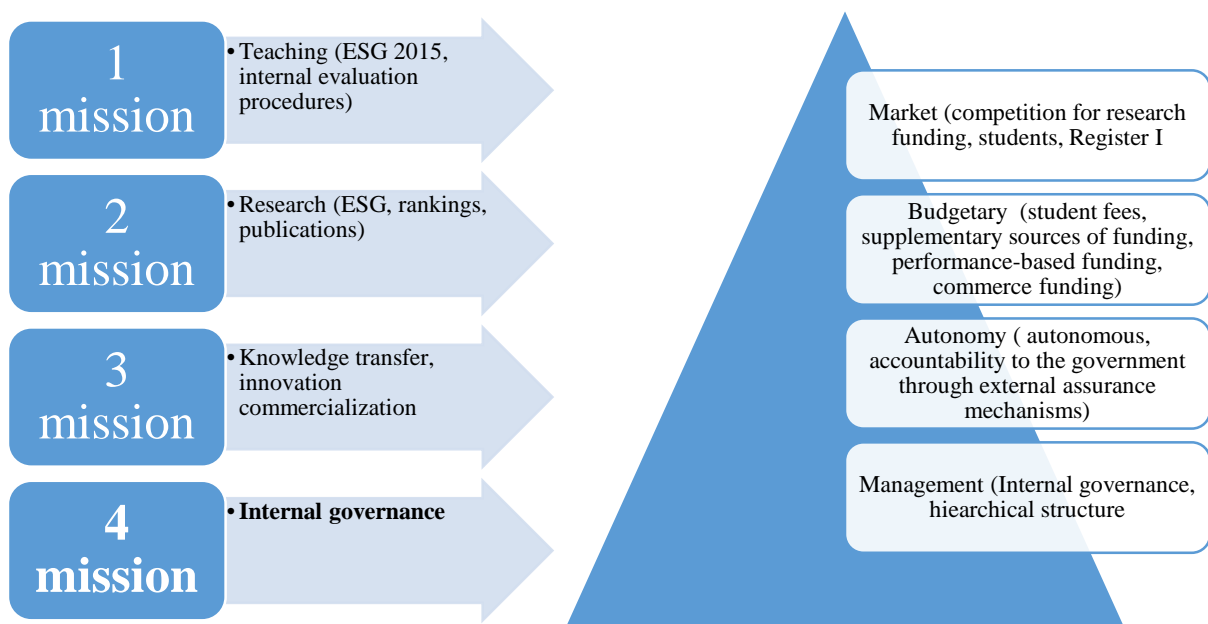 1
mission
• Teaching (ESG 2015,
internal evaluation
procedures)
2
mission
• Research (ESG, rankings,
publications)
3
mission
• Knowledge transfer,
innovation
commercialization
4
mission
• Internal governance
Market (competition for research
funding, students, Register I
Budgetary (student fees,
supplementary sources of funding,
performance-based funding,
commerce funding)
Autonomy ( autonomous,
accountability to the government
through external assurance
mechanisms)
Management (Internal governance,
hiearchical structure